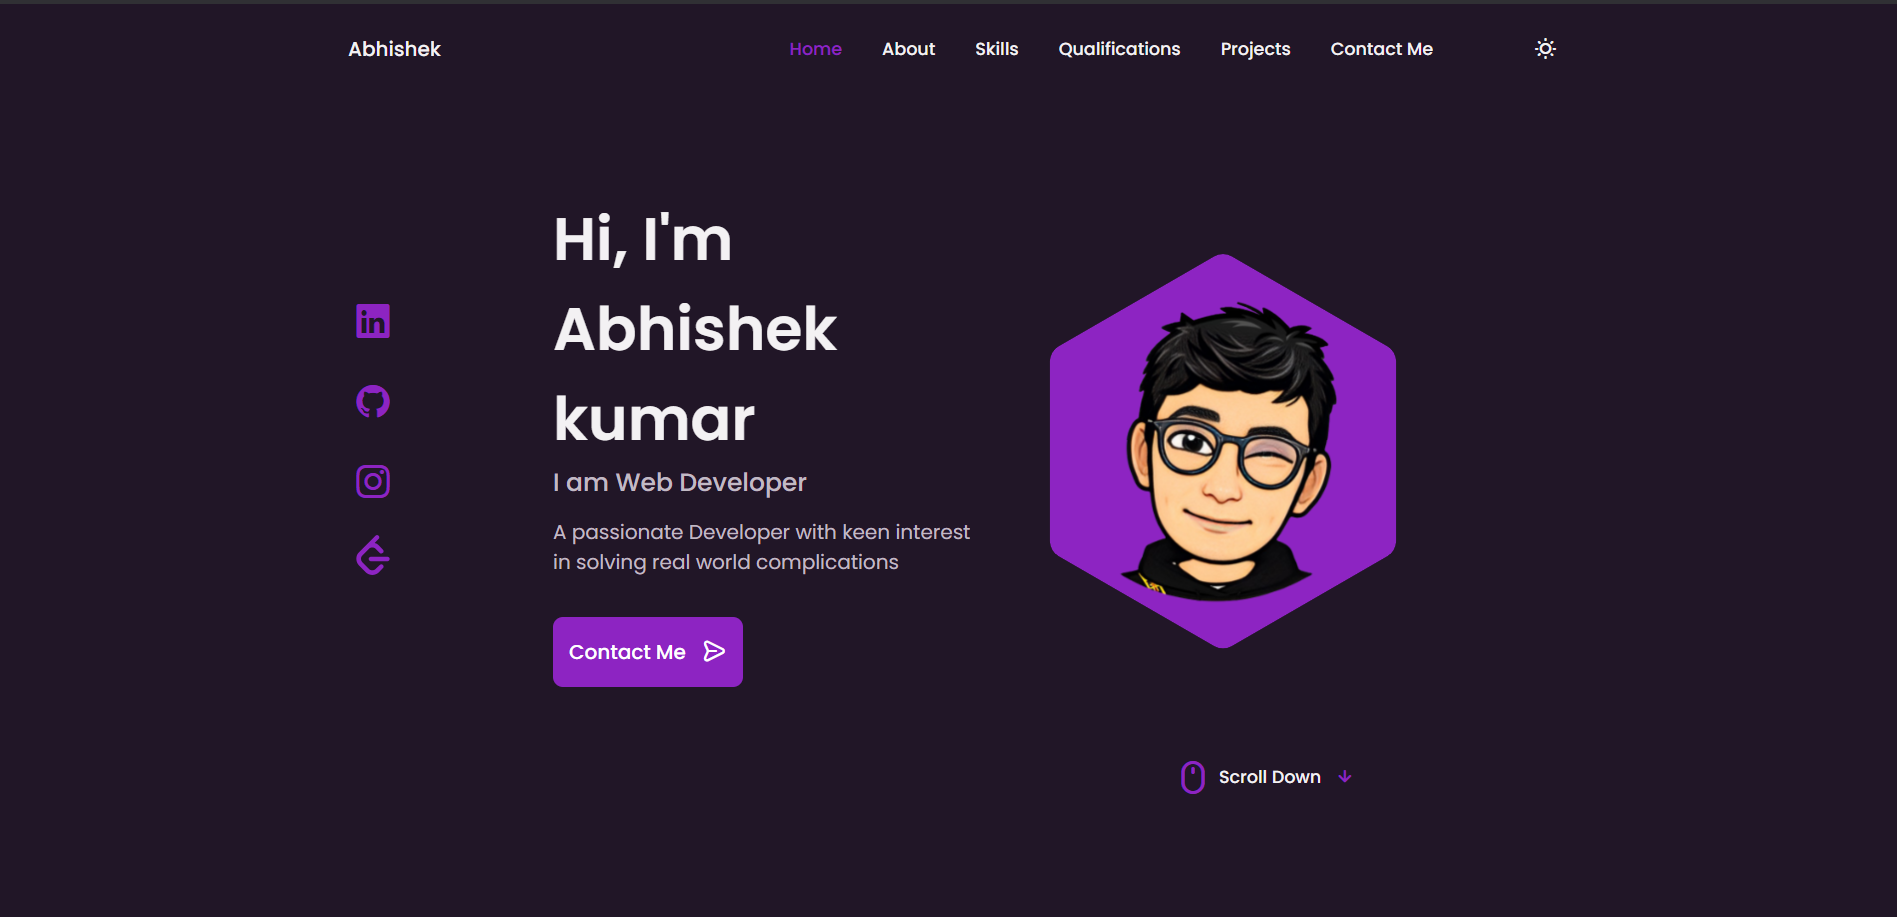 Abhishek
Home About Skills Qualifications Projects Contact Me
Hi, I'm
Abhishek
kumar
I am Web Developer
A passionate Developer with keen interest
in solving real world complications
Contact Me
Scroll Down
in